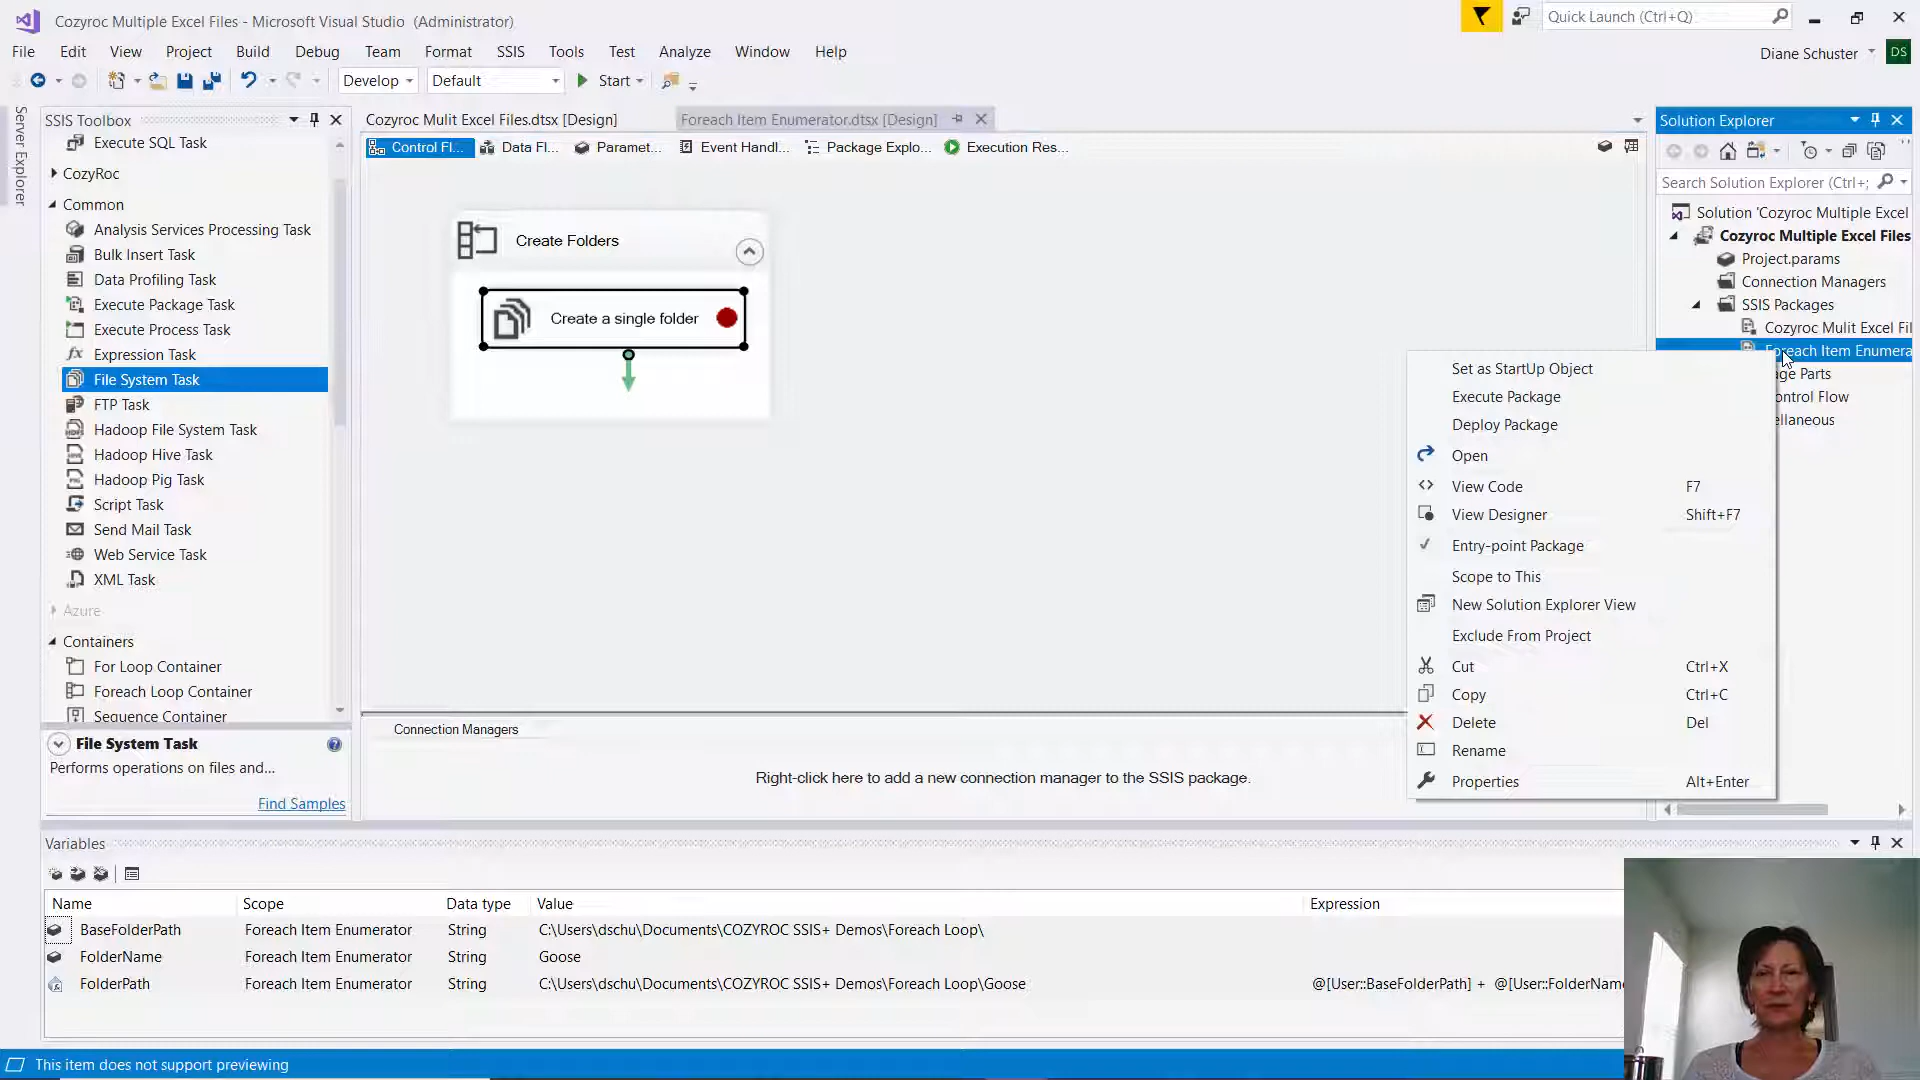 Cozyroc Multiple Excel Files - Microsoft Visual Studio (Administrator)
Quick Launch (Ctrl+Q)
File Edit View Project Build Debug Team Format SSIS Tools Test Analyze Window Help
Diane Schuster DS
Develop Default Start
Server Explorer
SSIS Toolbox
Execute SQL Task
CozyRoc
Common
Analysis Services Processing Task
Bulk Insert Task
Data Profiling Task
Execute Package Task
Execute Process Task
Expression Task
File System Task
FTP Task
Hadoop File System Task
Hadoop Hive Task
Hadoop Pig Task
Script Task
Send Mail Task
Web Service Task
XML Task
Azure
Containers
For Loop Container
Foreach Loop Container
Sequence Container
File System Task
Performs operations on files and...
Find Samples
Cozyroc Mulit Excel Files.dtsx [Design] Foreach Item Enumerator.dtsx [Design]
Control Fl... Data Fl... Paramet... Event Handl... Package Explo... Execution Res...
Create Folders
Create a single folder
Connection Managers
Right-click here to add a new connection manager to the SSIS package.
Solution Explorer
Search Solution Explorer (Ctrl+;
Solution 'Cozyroc Multiple Excel
Cozyroc Multiple Excel Files
Project.params
Connection Managers
SSIS Packages
Cozyroc Mulit Excel Fil
Foreach Item Enumera
age Parts
ontrol Flow
ellaneous
Set as StartUp Object
Execute Package
Deploy Package
Open
View Code F7
View Designer Shift+F7
Entry-point Package
Scope to This
New Solution Explorer View
Exclude From Project
Cut Ctrl+X
Copy Ctrl+C
Delete Del
Rename
Properties Alt+Enter
Variables
Name Scope Data type Value Expression
BaseFolderPath Foreach Item Enumerator String C:\Users\dschu\Documents\COZYROC SSIS+ Demos\Foreach Loop\
FolderName Foreach Item Enumerator String Goose
FolderPath Foreach Item Enumerator String C:\Users\dschu\Documents\COZYROC SSIS+ Demos\Foreach Loop\Goose @[User::BaseFolderPath] + @[User::FolderName
This item does not support previewing